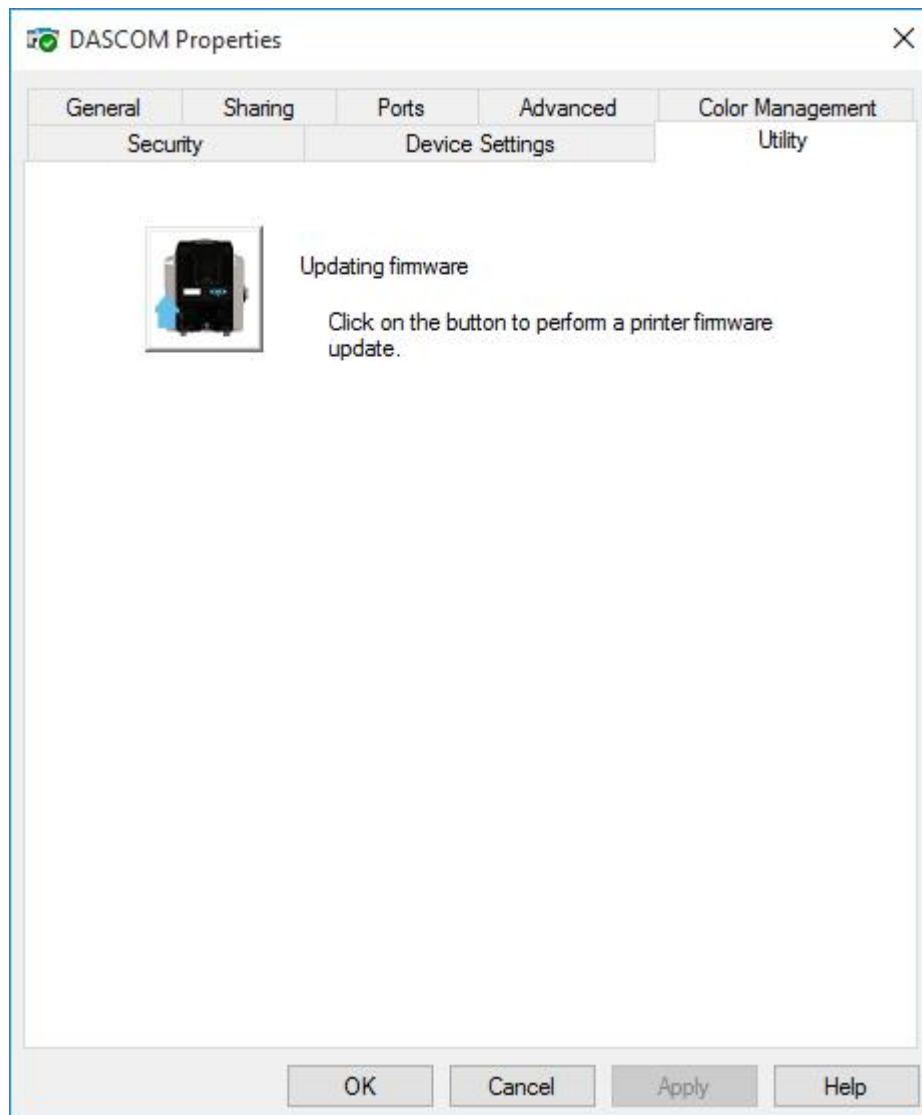 DASCOM Properties
General Sharing Ports Advanced Color Management
Security Device Settings Utility
Updating firmware
Click on the button to perform a printer firmware
update.
OK Cancel Apply Help